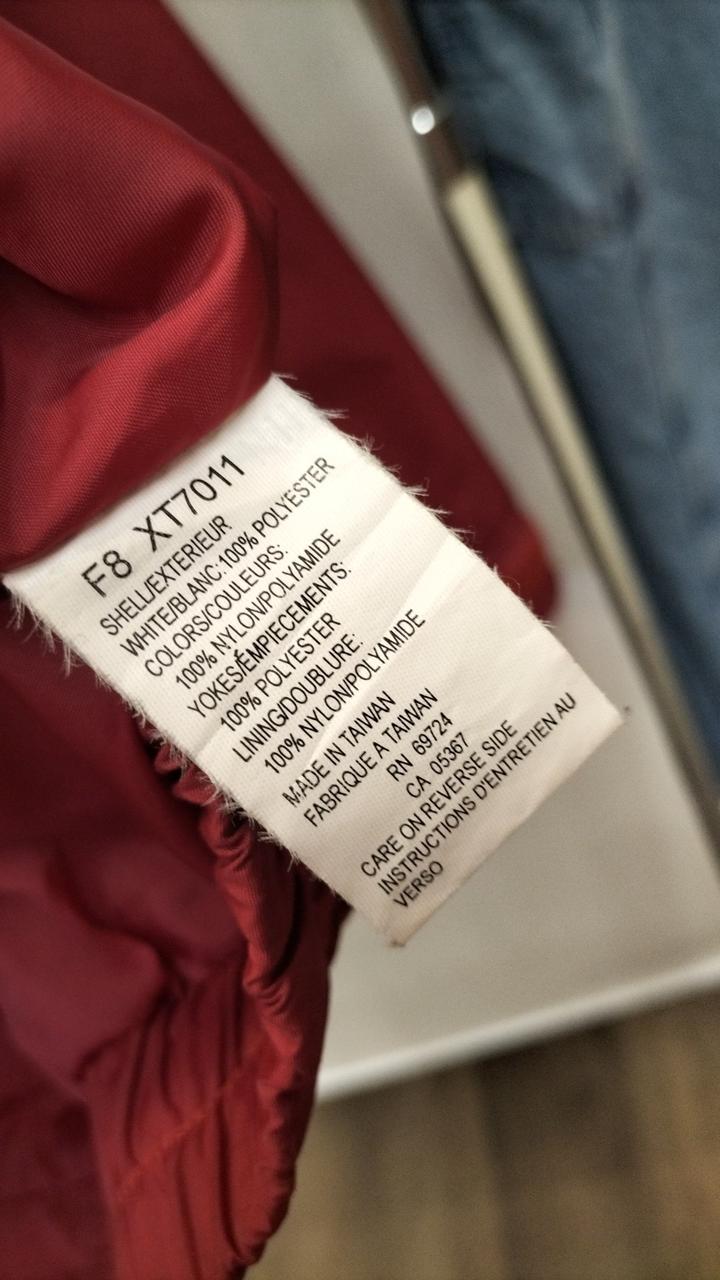 F8 XT7011
SHELL/EXTERIEUR
WHITE/BLANC:100% POLYESTER
COLORS/COULEURS:
100% NYLON/POLYAMIDE
YOKES/ÉMPIECEMENTS:
100% POLYESTER
LINING/DOUBLURE:
100% NYLON/POLYAMIDE
MADE IN TAIWAN
FABRIQUE A TAIWAN
RN 69724
CA 05367
CARE ON REVERSE SIDE
INSTRUCTIONS D'ENTRETIEN AU
VERSO